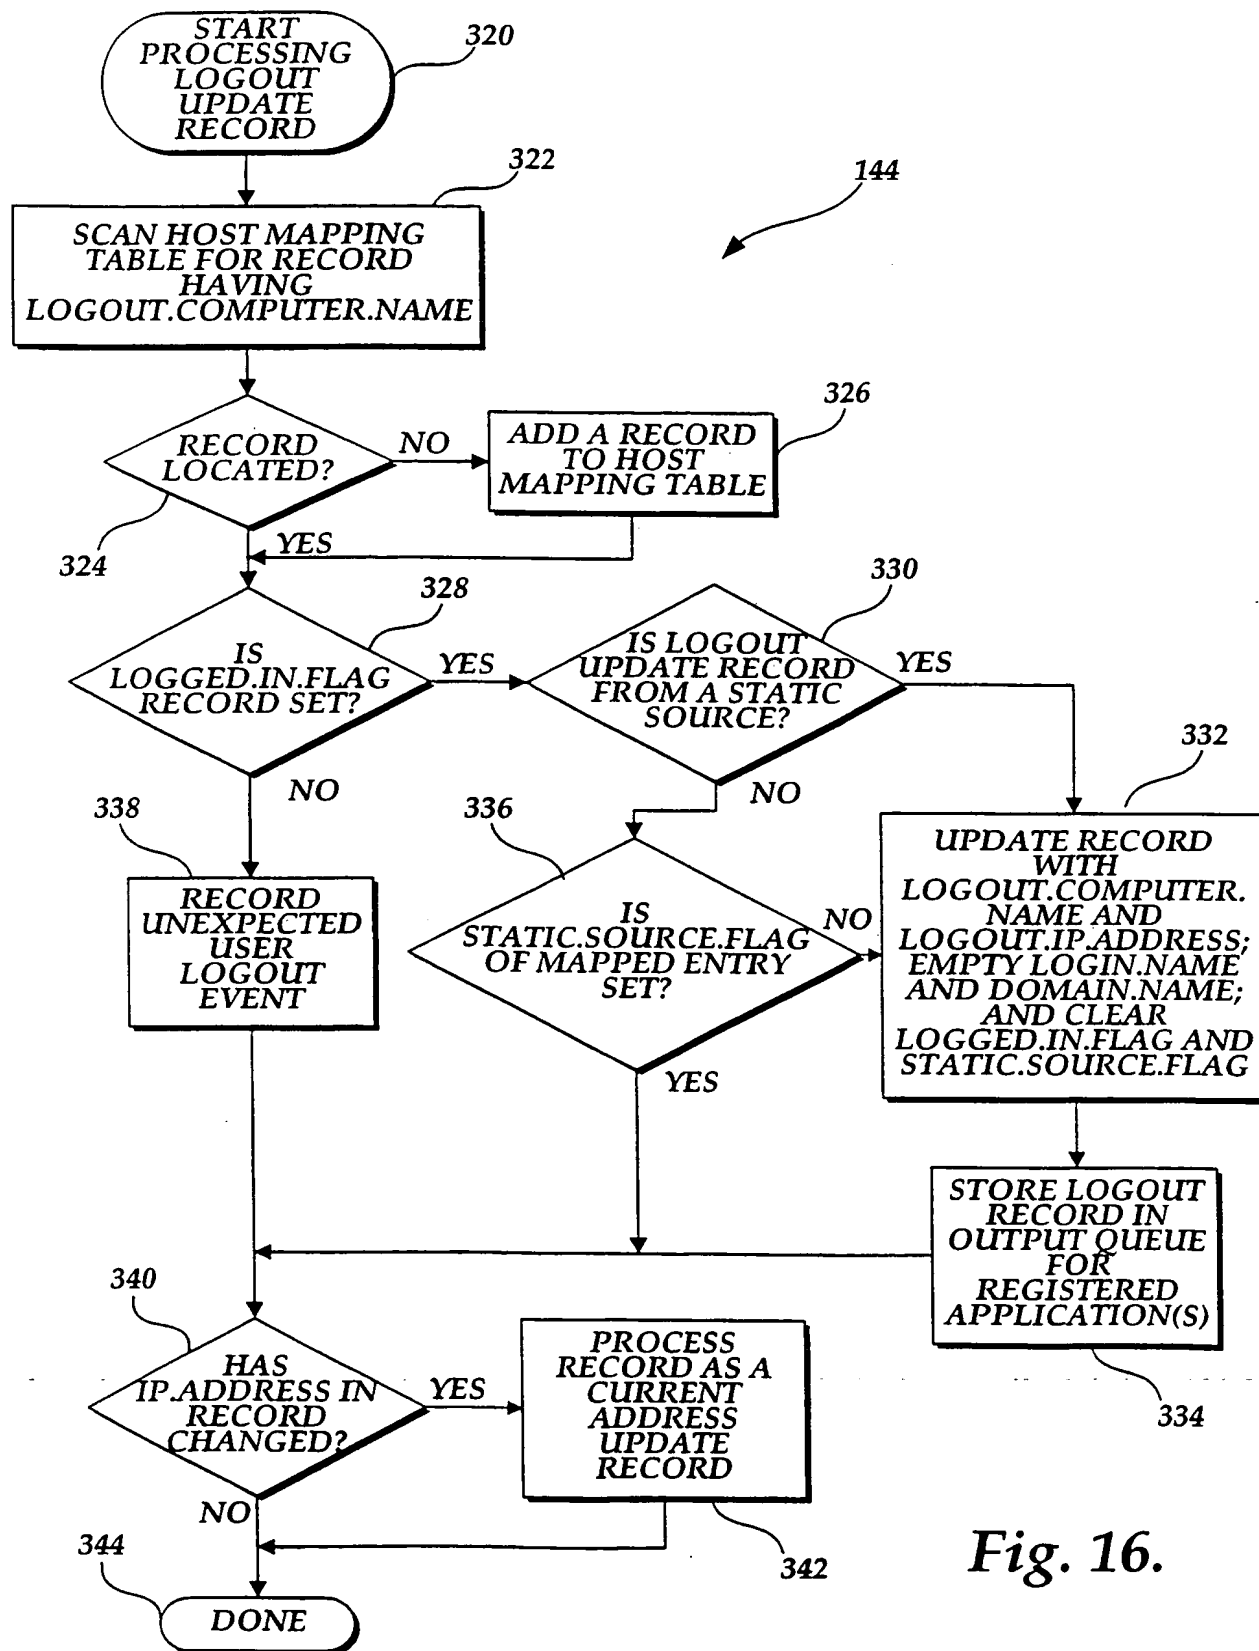 START
PROCESSING
LOGOUT
UPDATE
RECORD
320
322
144
SCAN HOST MAPPING
TABLE FOR RECORD
HAVING
LOGOUT.COMPUTER.NAME
326
RECORD
LOCATED?
NO
ADD A RECORD
TO HOST
MAPPING TABLE
324
YES
328
330
IS
LOGGED.IN.FLAG
RECORD SET?
YES
IS LOGOUT
UPDATE RECORD
FROM A STATIC
SOURCE?
YES
332
NO
NO
338
336
RECORD
UNEXPECTED
USER
LOGOUT
EVENT
IS
STATIC.SOURCE.FLAG
OF MAPPED ENTRY
SET?
NO
UPDATE RECORD
WITH
LOGOUT.COMPUTER.
NAME AND
LOGOUT.IP.ADDRESS;
EMPTY LOGIN.NAME
AND DOMAIN.NAME;
AND CLEAR
LOGGED.IN.FLAG AND
STATIC.SOURCE.FLAG
YES
STORE LOGOUT
RECORD IN
OUTPUT QUEUE
FOR
REGISTERED
APPLICATION(S)
334
340
HAS
IP.ADDRESS IN
RECORD
CHANGED?
YES
PROCESS
RECORD AS A
CURRENT
ADDRESS
UPDATE
RECORD
NO
342
344
DONE
Fig. 16.